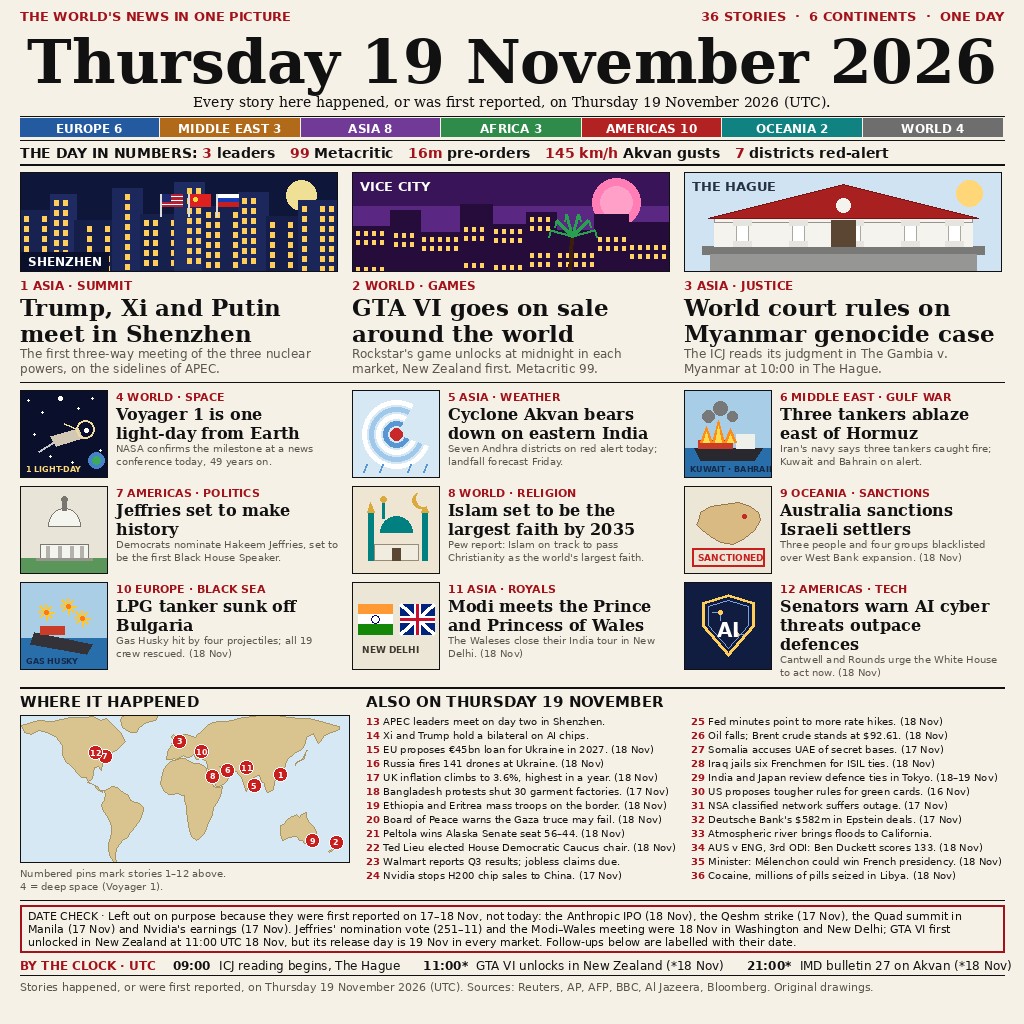 THE WORLD'S NEWS IN ONE PICTURE
36 STORIES · 6 CONTINENTS · ONE DAY
Thursday 19 November 2026
Every story here happened, or was first reported, on Thursday 19 November 2026 (UTC).
EUROPE 6
MIDDLE EAST 3
ASIA 8
AFRICA 3
AMERICAS 10
OCEANIA 2
WORLD 4
THE DAY IN NUMBERS: 3 leaders 99 Metacritic 16m pre-orders 145 km/h Akvan gusts 7 districts red-alert
SHENZHEN
1 ASIA · SUMMIT
Trump, Xi and Putin
meet in Shenzhen
The first three-way meeting of the three nuclear
powers, on the sidelines of APEC.
VICE CITY
2 WORLD · GAMES
GTA VI goes on sale
around the world
Rockstar's game unlocks at midnight in each
market, New Zealand first. Metacritic 99.
THE HAGUE
3 ASIA · JUSTICE
World court rules on
Myanmar genocide case
The ICJ reads its judgment in The Gambia v.
Myanmar at 10:00 in The Hague.
1 LIGHT-DAY
4 WORLD · SPACE
Voyager 1 is one
light-day from Earth
NASA confirms the milestone at a news
conference today, 49 years on.
5 ASIA · WEATHER
Cyclone Akvan bears
down on eastern India
Seven Andhra districts on red alert today;
landfall forecast Friday.
KUWAIT · BAHRAIN
6 MIDDLE EAST · GULF WAR
Three tankers ablaze
east of Hormuz
Iran's navy says three tankers caught fire;
Kuwait and Bahrain on alert.
7 AMERICAS · POLITICS
Jeffries set to make
history
Democrats nominate Hakeem Jeffries, set to
be the first Black House Speaker.
8 WORLD · RELIGION
Islam set to be the
largest faith by 2035
Pew report: Islam on track to pass
Christianity as the world's largest faith.
SANCTIONED
9 OCEANIA · SANCTIONS
Australia sanctions
Israeli settlers
Three people and four groups blacklisted
over West Bank expansion. (18 Nov)
GAS HUSKY
10 EUROPE · BLACK SEA
LPG tanker sunk off
Bulgaria
Gas Husky hit by four projectiles; all 19
crew rescued. (18 Nov)
NEW DELHI
11 ASIA · ROYALS
Modi meets the Prince
and Princess of Wales
The Waleses close their India tour in New
Delhi. (18 Nov)
AI
12 AMERICAS · TECH
Senators warn AI cyber
threats outpace
defences
Cantwell and Rounds urge the White House
to act now. (18 Nov)
WHERE IT HAPPENED
12
7
3
10
8
6
11
5
1
9
2
Numbered pins mark stories 1–12 above.
4 = deep space (Voyager 1).
ALSO ON THURSDAY 19 NOVEMBER
13 APEC leaders meet on day two in Shenzhen.
14 Xi and Trump hold a bilateral on AI chips.
15 EU proposes €45bn loan for Ukraine in 2027. (18 Nov)
16 Russia fires 141 drones at Ukraine. (18 Nov)
17 UK inflation climbs to 3.6%, highest in a year. (18 Nov)
18 Bangladesh protests shut 30 garment factories. (17 Nov)
19 Ethiopia and Eritrea mass troops on the border. (18 Nov)
20 Board of Peace warns the Gaza truce may fail. (18 Nov)
21 Peltola wins Alaska Senate seat 56–44. (18 Nov)
22 Ted Lieu elected House Democratic Caucus chair. (18 Nov)
23 Walmart reports Q3 results; jobless claims due.
24 Nvidia stops H200 chip sales to China. (17 Nov)
25 Fed minutes point to more rate hikes. (18 Nov)
26 Oil falls; Brent crude stands at $92.61. (18 Nov)
27 Somalia accuses UAE of secret bases. (17 Nov)
28 Iraq jails six Frenchmen for ISIL ties. (18 Nov)
29 India and Japan review defence ties in Tokyo. (18–19 Nov)
30 US proposes tougher rules for green cards. (16 Nov)
31 NSA classified network suffers outage. (17 Nov)
32 Deutsche Bank's $582m in Epstein deals. (17 Nov)
33 Atmospheric river brings floods to California.
34 AUS v ENG, 3rd ODI: Ben Duckett scores 133. (18 Nov)
35 Minister: Mélenchon could win French presidency. (18 Nov)
36 Cocaine, millions of pills seized in Libya. (18 Nov)
DATE CHECK · Left out on purpose because they were first reported on 17–18 Nov, not today: the Anthropic IPO (18 Nov), the Qeshm strike (17 Nov), the Quad summit in
Manila (17 Nov) and Nvidia's earnings (17 Nov). Jeffries' nomination vote (251–11) and the Modi–Wales meeting were 18 Nov in Washington and New Delhi; GTA VI first
unlocked in New Zealand at 11:00 UTC 18 Nov, but its release day is 19 Nov in every market. Follow-ups below are labelled with their date.
BY THE CLOCK · UTC 09:00 ICJ reading begins, The Hague 11:00* GTA VI unlocks in New Zealand (*18 Nov) 21:00* IMD bulletin 27 on Akvan (*18 Nov)
Stories happened, or were first reported, on Thursday 19 November 2026 (UTC). Sources: Reuters, AP, AFP, BBC, Al Jazeera, Bloomberg. Original drawings.